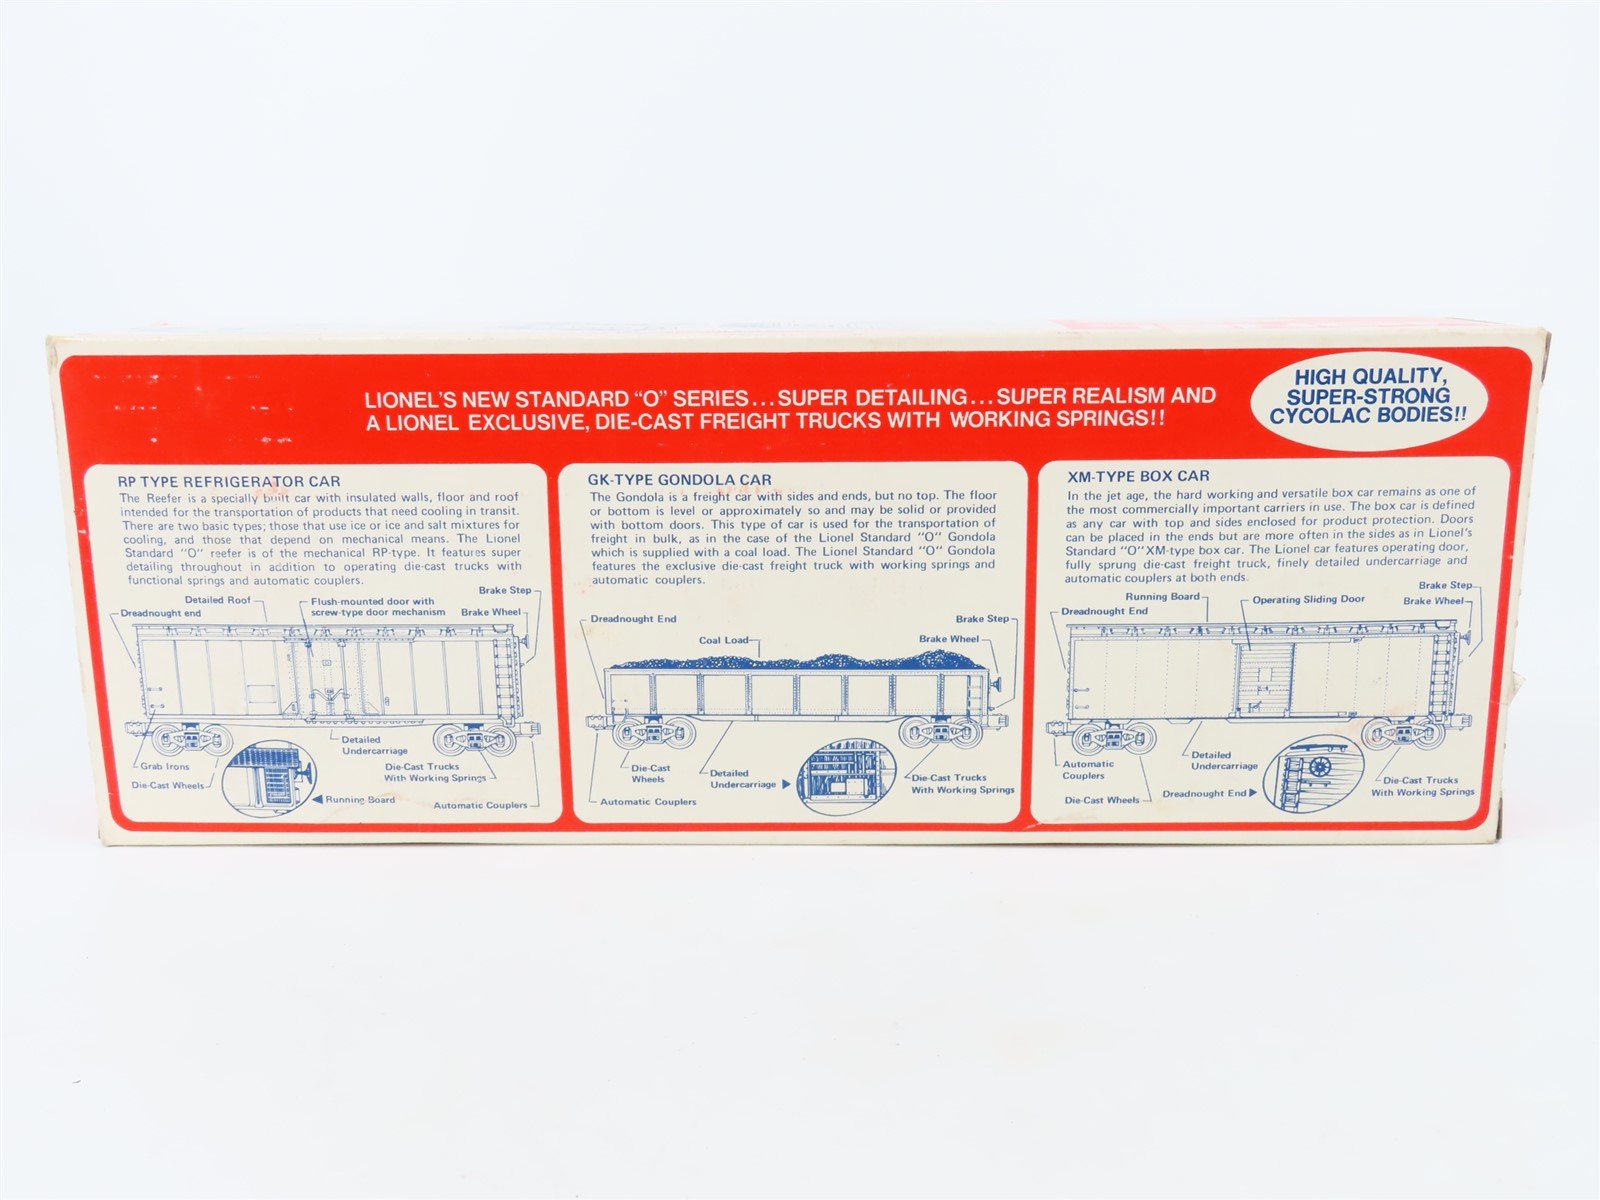 LIONEL'S NEW STANDARD "O" SERIES...SUPER DETAILING...SUPER REALISM AND
A LIONEL EXCLUSIVE, DIE-CAST FREIGHT TRUCKS WITH WORKING SPRINGS!!
HIGH QUALITY,
SUPER-STRONG
CYCOLAC BODIES!!
RP TYPE REFRIGERATOR CAR
The Reefer is a specially built car with insulated walls, floor and roof
intended for the transportation of products that need cooling in transit.
There are two basic types; those that use ice or ice and salt mixtures for
cooling, and those that depend on mechanical means. The Lionel
Standard "O" reefer is of the mechanical RP-type. It features super
detailing throughout in addition to operating die-cast trucks with
functional springs and automatic couplers.
Brake Step
Detailed Roof
Flush-mounted door with
screw-type door mechanism
Brake Wheel
Dreadnought end
Detailed
Undercarriage
Grab Irons
Die-Cast Trucks
With Working Springs
Die-Cast Wheels
Running Board
Automatic Couplers
GK-TYPE GONDOLA CAR
The Gondola is a freight car with sides and ends, but no top. The floor
or bottom is level or approximately so and may be solid or provided
with bottom doors. This type of car is used for the transportation of
freight in bulk, as in the case of the Lionel Standard "O" Gondola
which is supplied with a coal load. The Lionel Standard "O" Gondola
features the exclusive die-cast freight truck with working springs and
automatic couplers.
Dreadnought End
Brake Step
Coal Load
Brake Wheel
Die-Cast
Wheels
Detailed
Undercarriage
Die-Cast Trucks
With Working Springs
Automatic Couplers
XM-TYPE BOX CAR
In the jet age, the hard working and versatile box car remains as one of
the most commercially important carriers in use. The box car is defined
as any car with top and sides enclosed for product protection. Doors
can be placed in the ends but are more often in the sides as in Lionel's
Standard "O" XM-type box car. The Lionel car features operating door,
fully sprung die-cast freight truck, finely detailed undercarriage and
automatic couplers at both ends.
Brake Step
Running Board
Operating Sliding Door
Brake Wheel
Dreadnought End
Automatic
Couplers
Detailed
Undercarriage
Die-Cast Trucks
With Working Springs
Die-Cast Wheels
Dreadnought End